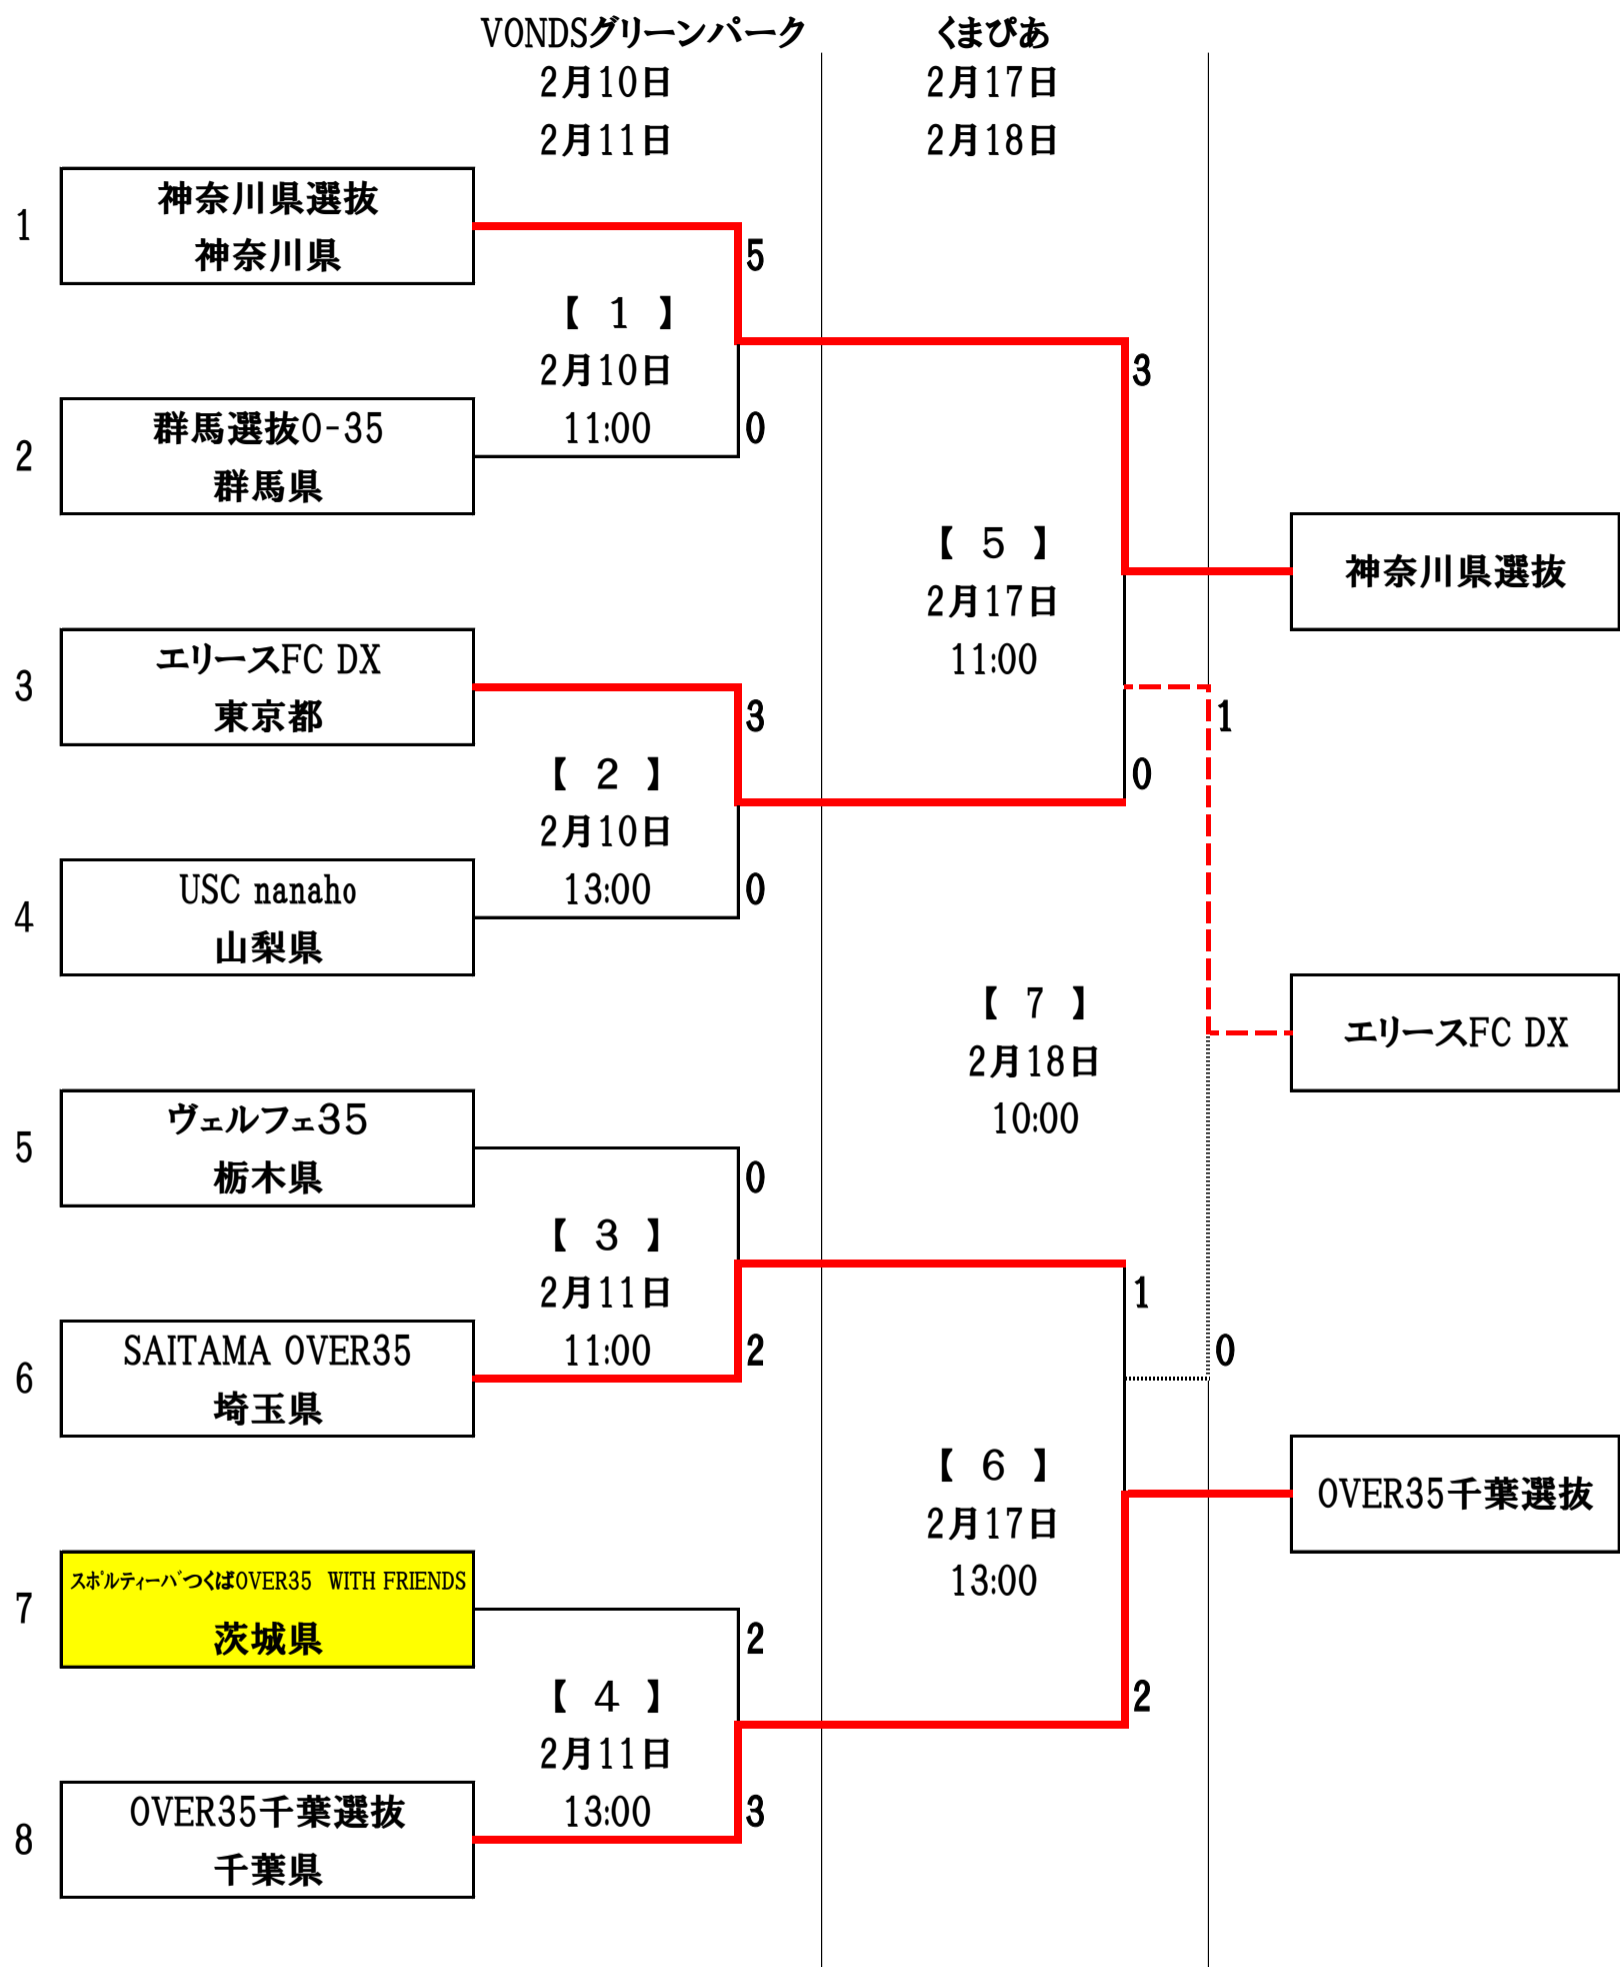 VONDSグリーンパーク
くまぴあ
2月10日
2月17日
2月11日
2月18日
1
神奈川県選抜
神奈川県
5
【 1 】
2月10日
11:00
3
2
群馬選抜O-35
群馬県
0
【 5 】
2月17日
11:00
神奈川県選抜
3
エリースFC DX
東京都
3
1
【 2 】
2月10日
13:00
0
4
USC nanaho
山梨県
0
【 7 】
2月18日
10:00
エリースFC DX
5
ヴェルフェ35
栃木県
0
【 3 】
2月11日
11:00
1
6
SAITAMA OVER35
埼玉県
2
0
【 6 】
2月17日
13:00
OVER35千葉選抜
7
スポルティーバつくばOVER35 WITH FRIENDS
茨城県
2
【 4 】
2月11日
13:00
2
8
OVER35千葉選抜
千葉県
3